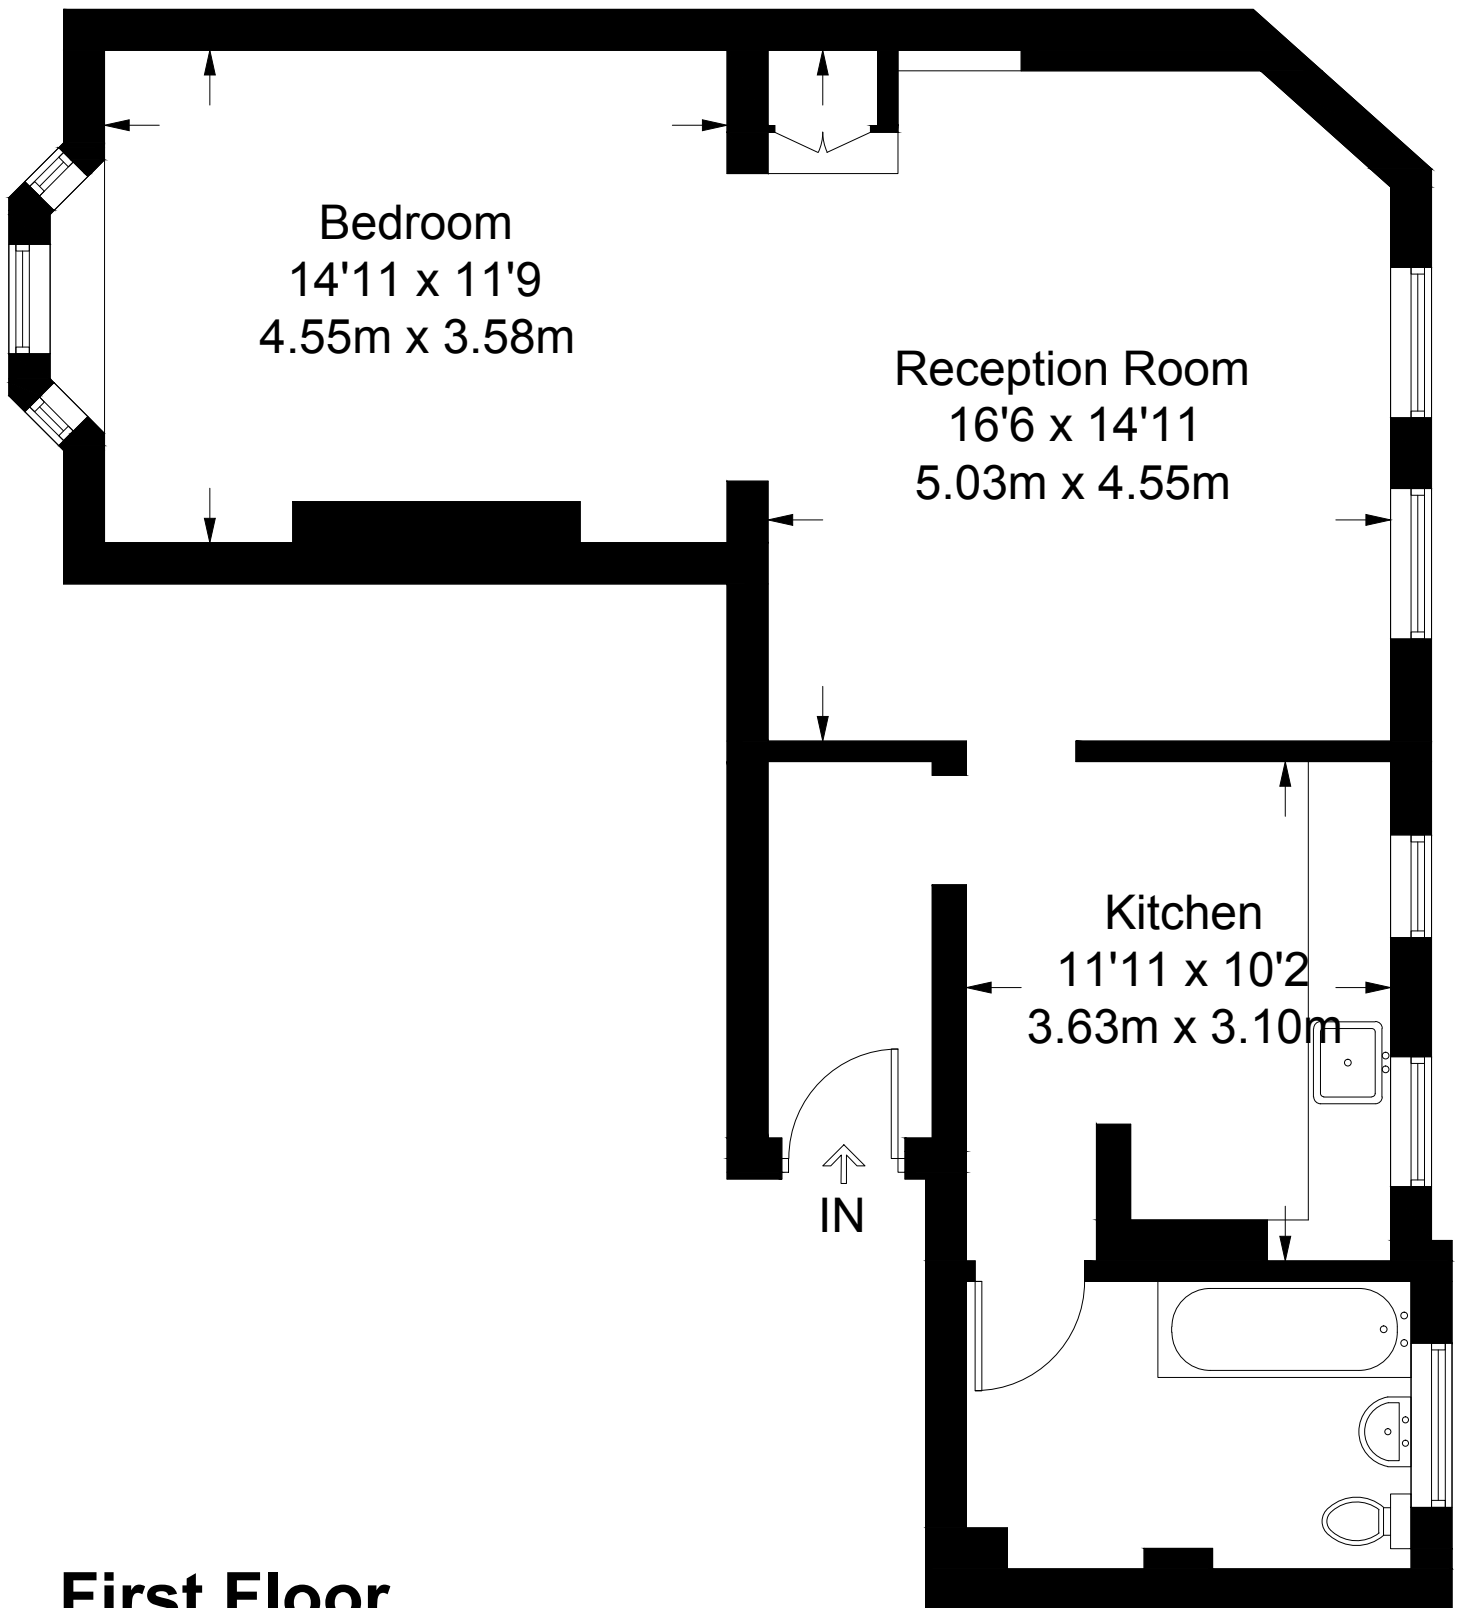 Bedroom
14'11 x 11'9
4.55m x 3.58m
Reception Room
16'6 x 14'11
5.03m x 4.55m
Kitchen
11'11 x 10'2
3.63m x 3.10m
IN
First Floor